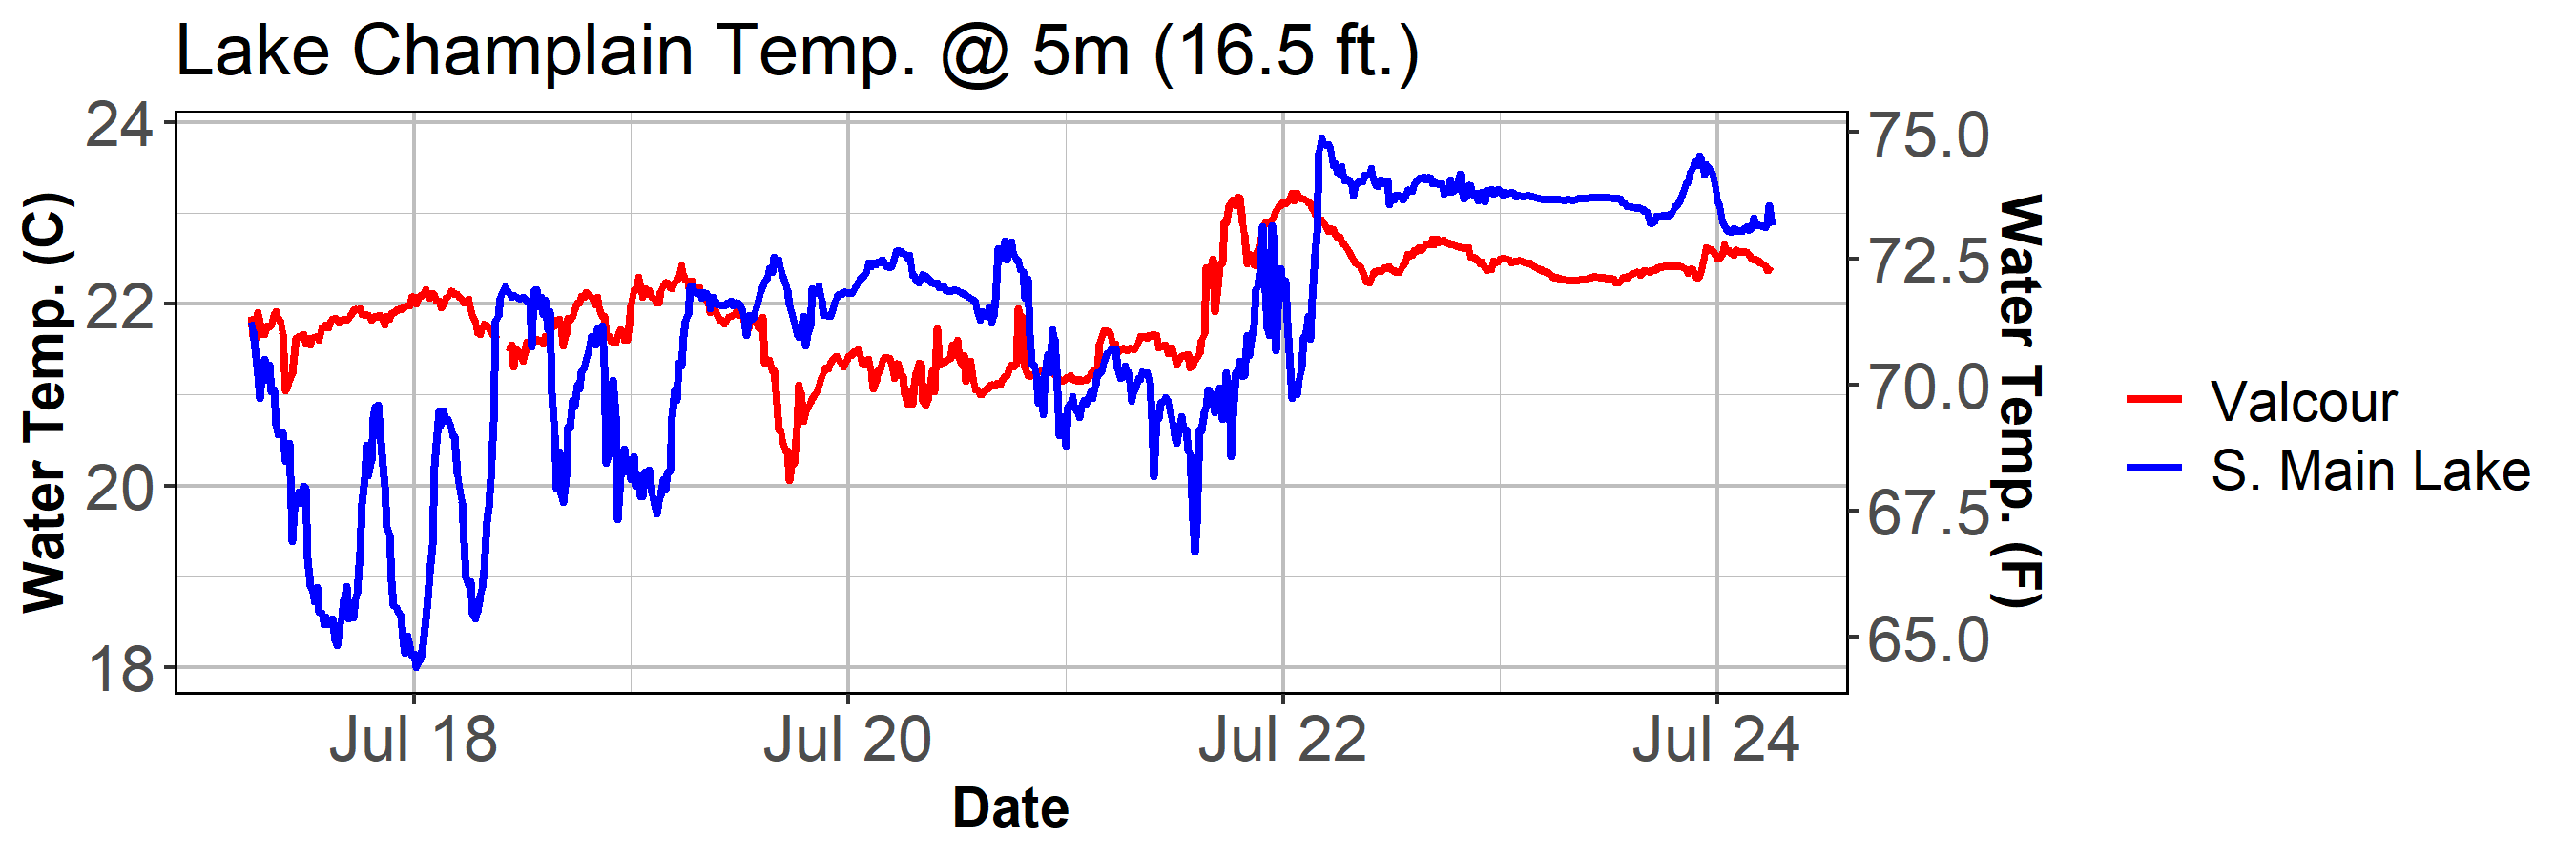 Lake Champlain Temp. @ 5m (16.5 ft.)
Water Temp. (C)
24
22
20
18
75.0
72.5
70.0
67.5
65.0
Water Temp. (F)
Jul 18
Jul 20
Jul 22
Jul 24
Date
Valcour
S. Main Lake